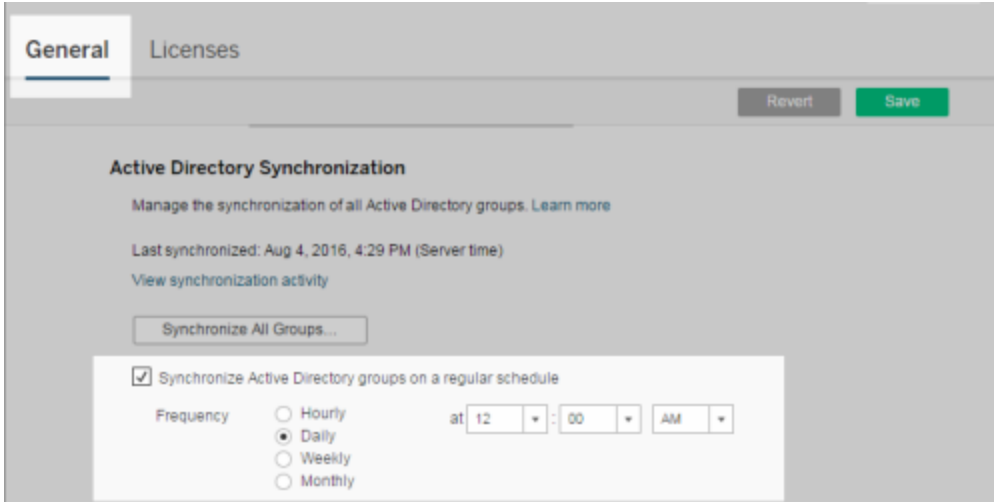 General Licenses
Revert Save
Active Directory Synchronization
Manage the synchronization of all Active Directory groups. Learn more
Last synchronized: Aug 4, 2016, 4:29 PM (Server time)
View synchronization activity
Synchronize All Groups...
Synchronize Active Directory groups on a regular schedule
Frequency Hourly at 12 : 00 AM
Daily
Weekly
Monthly